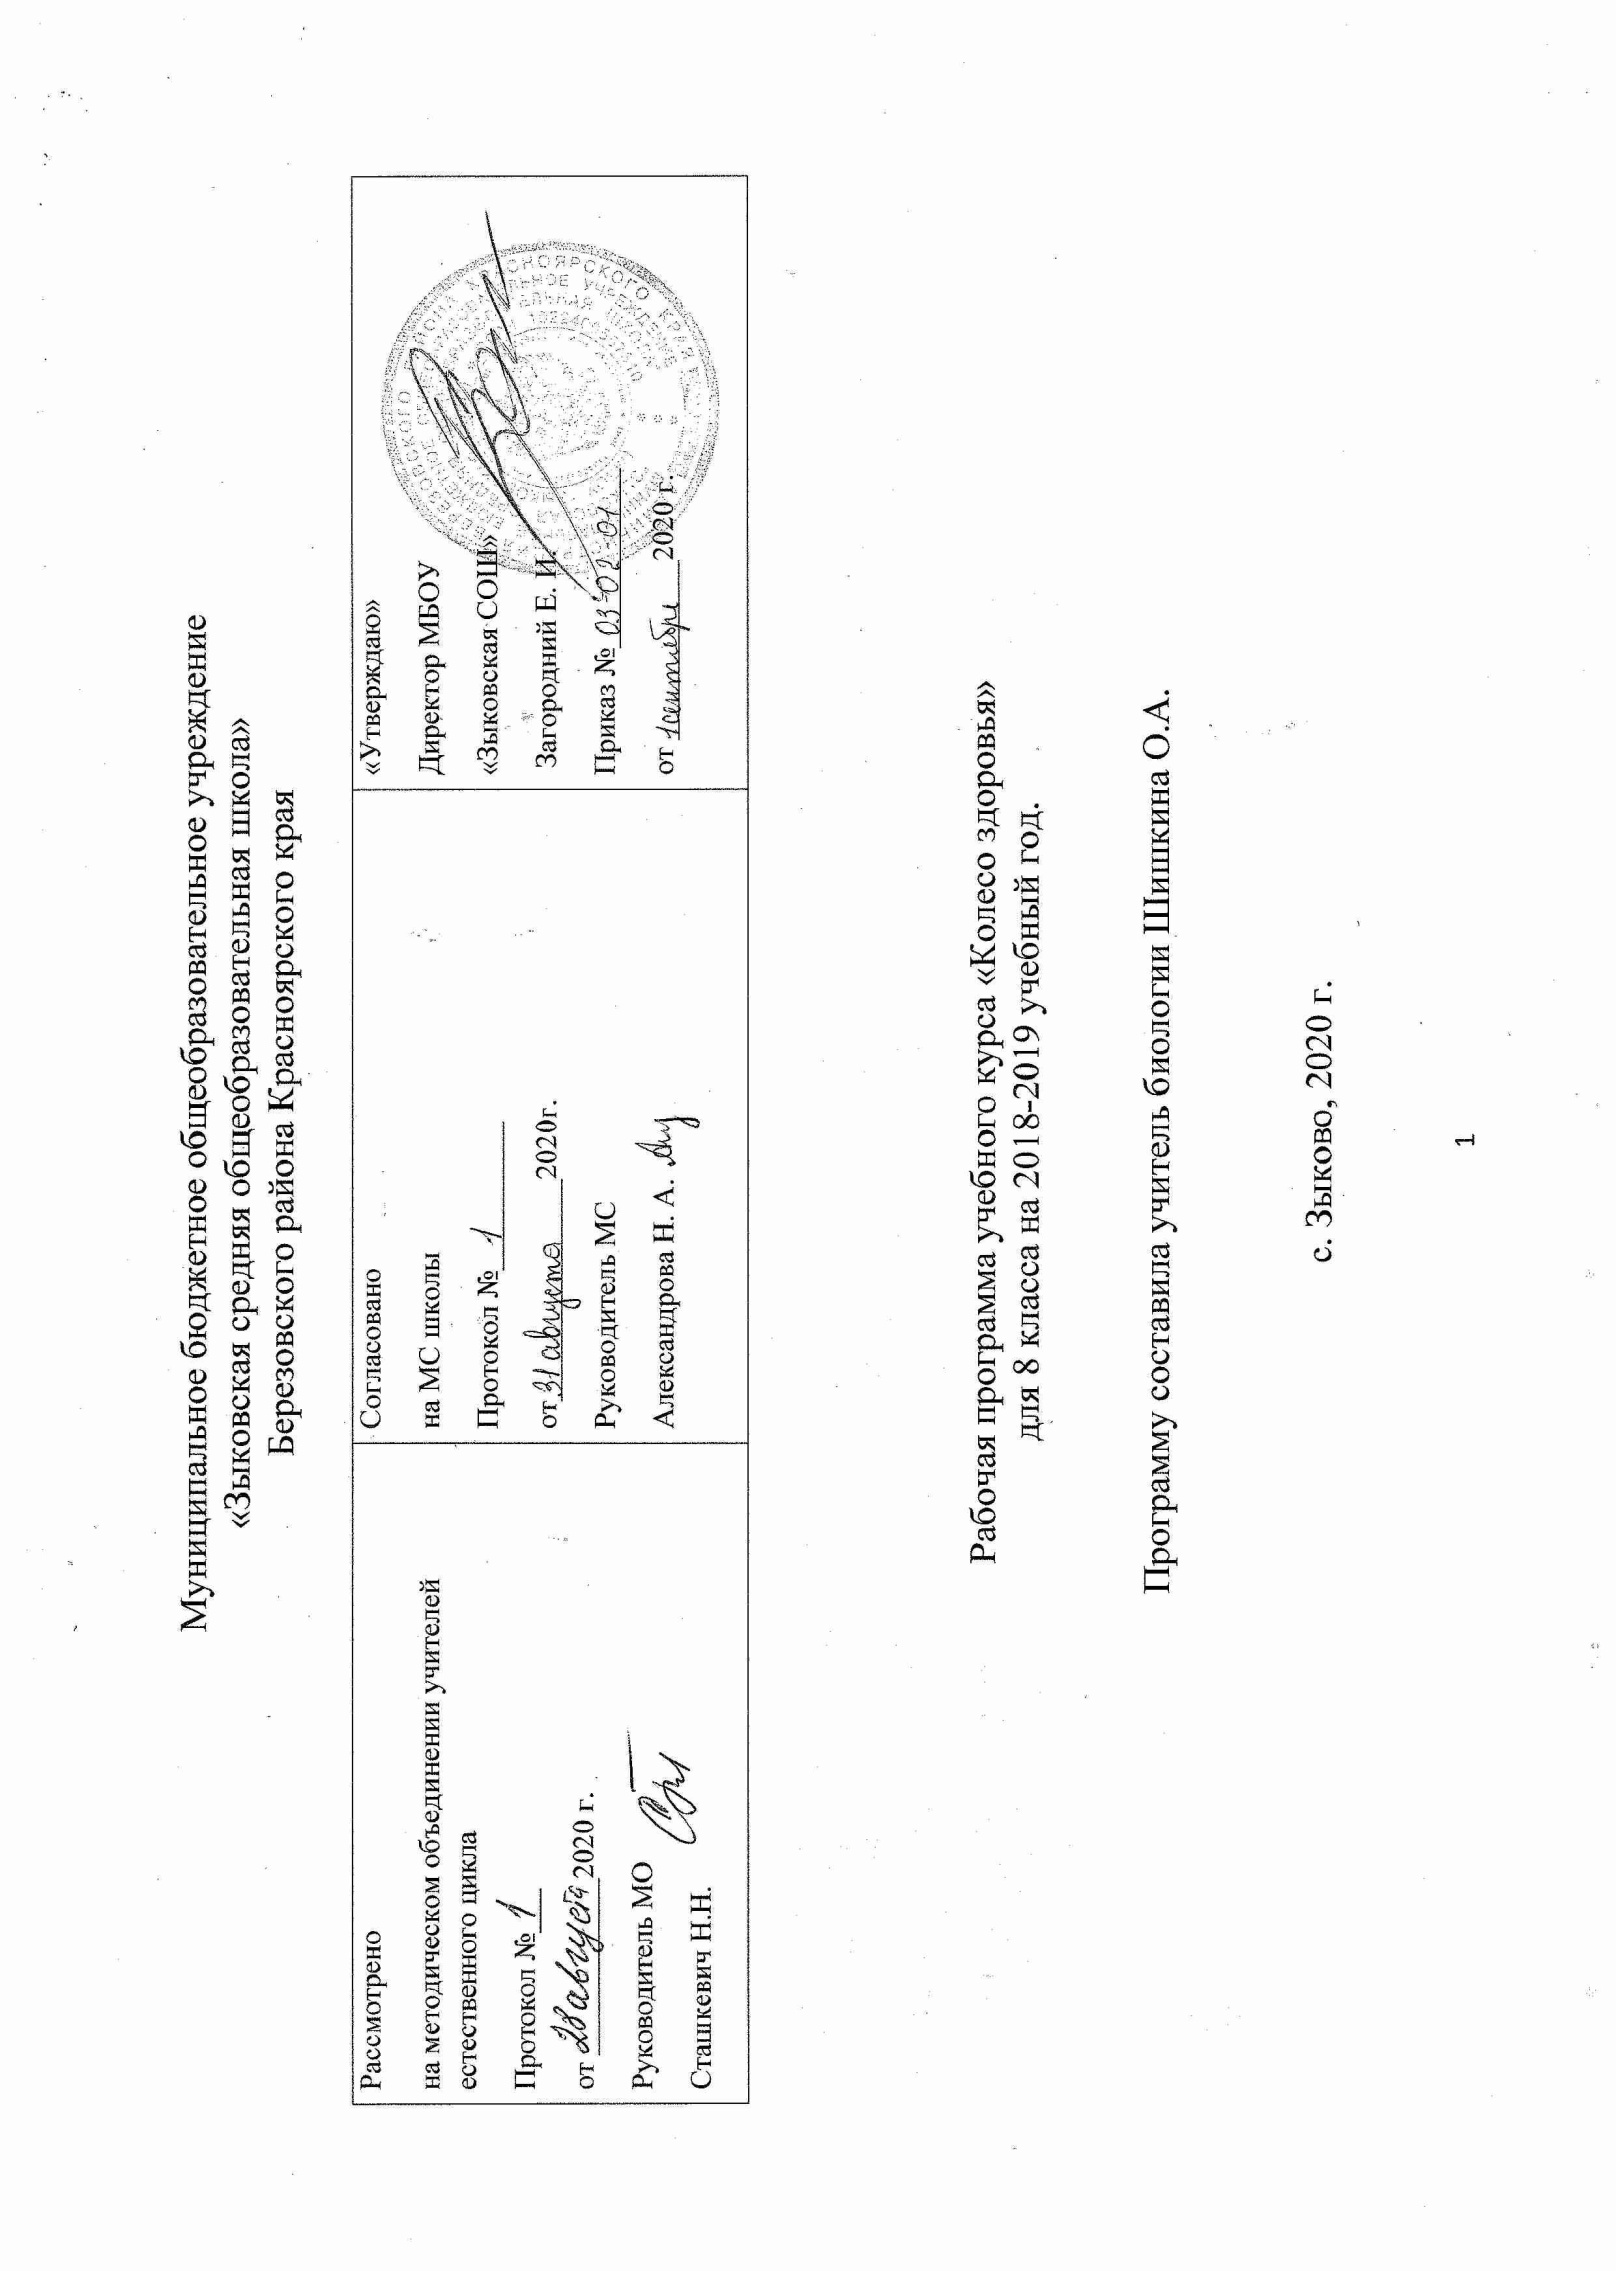 Муниципальное бюджетное общеобразовательное учреждение
«Зыковская средняя общеобразовательная школа»
Березовского района Красноярского края
Рассмотрено
на методическом объединении учителей
естественного цикла
Протокол № 1
от 28 августа 2020 г.
Руководитель МО
Сташкевич Н.Н.
Согласовано
на МС школы
Протокол № 1
от 31 августа 2020г.
Руководитель МС
Александрова Н. А.
«Утверждаю»
Директор МБОУ
«Зыковская СОШ»
Загородний Е. И.
Приказ № 03-02-01
от 1 сентября 2020 г.
БЕРЕЗОВСКОГО РАЙОНА КРАСНОЯРСКОГО КРАЯ
Рабочая программа учебного курса «Колесо здоровья»
для 8 класса на 2018-2019 учебный год.
Программу составила учитель биологии Шишкина О.А.
с. Зыково, 2020 г.
1